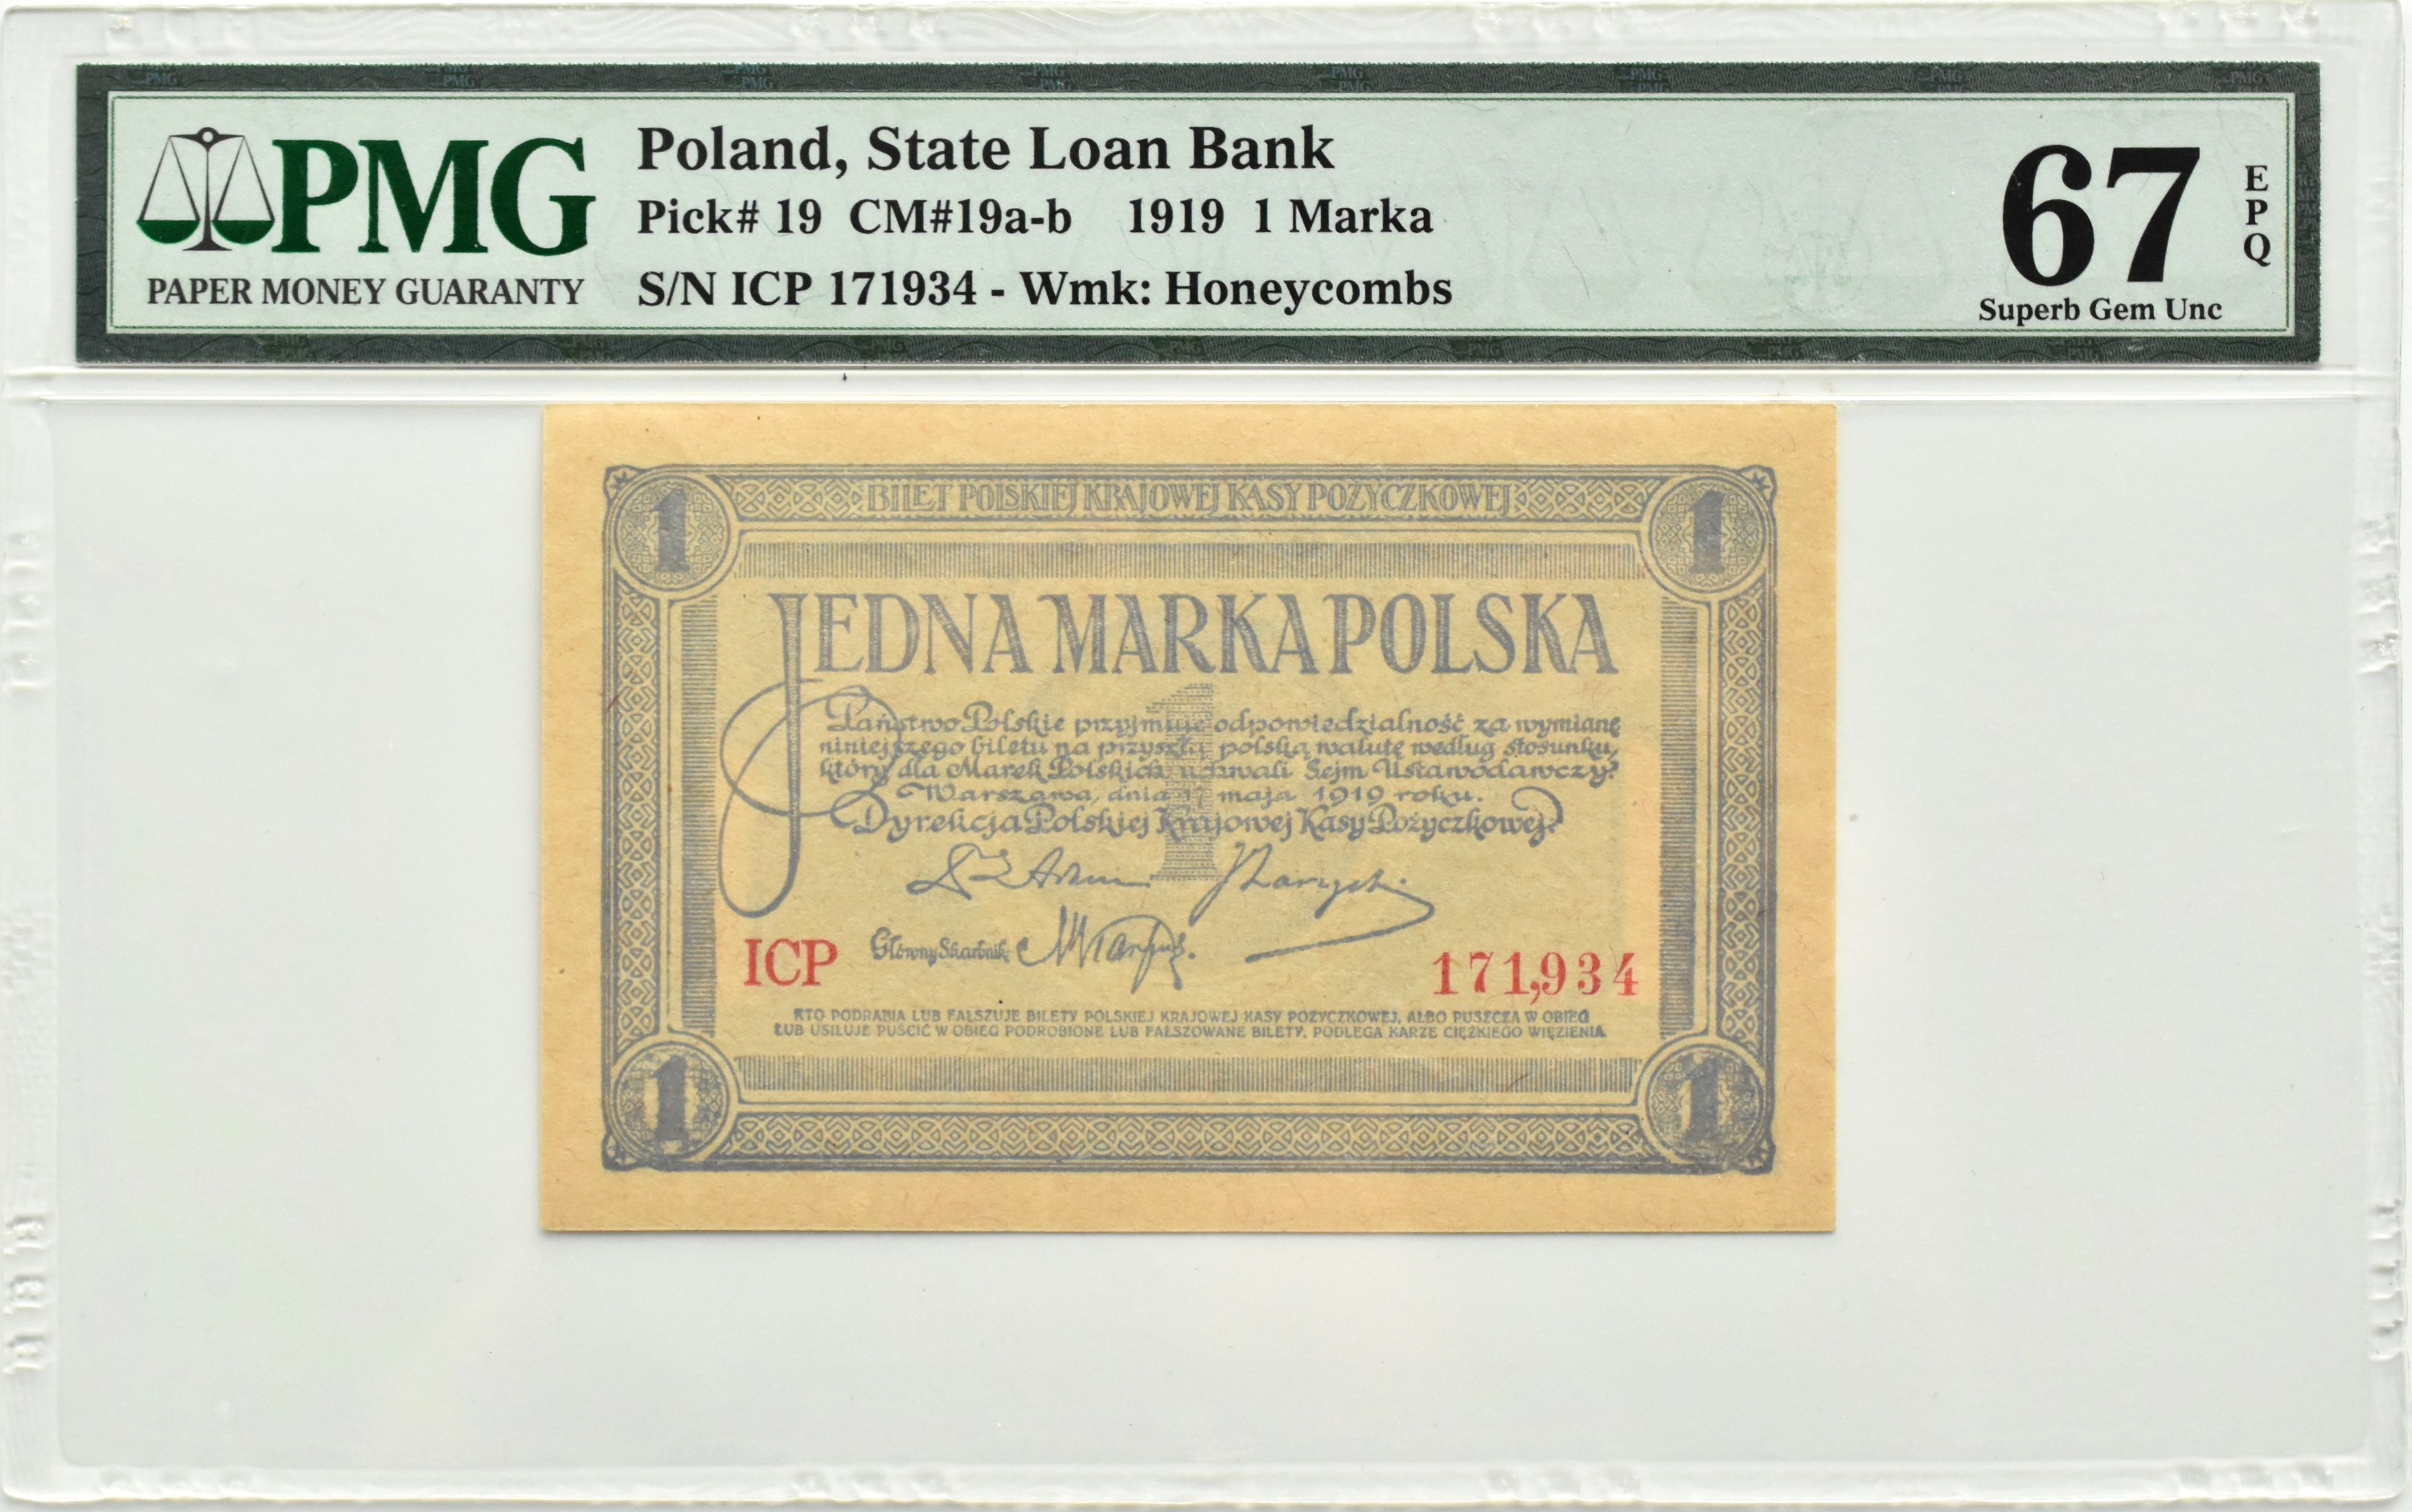 PMG
PAPER MONEY GUARANTY
Poland, State Loan Bank
Pick# 19 CM#19a-b 1919 1 Marka
S/N ICP 171934 - Wmk: Honeycombs
67
EPQ
Superb Gem Unc
1 BILET POLSKIEJ KRAJOWEJ KASY POŻYCZKOWEJ 1
JEDNA MARKA POLSKA
1
Państwo Polskie przyjmuje odpowiedzialność za wymianę
niniejszego biletu na przyszłą polską walutę według stosunku,
który dla Marek Polskich uchwali Sejm Ustawodawczy.
Warszawa, dnia 17 maja 1919 roku.
Dyrekcja Polskiej Krajowej Kasy Pożyczkowej
ICP Główny Skarbnik: 171,934
KTO PODRABIA LUB FAŁSZUJE BILETY POLSKIEJ KRAJOWEJ KASY POŻYCZKOWEJ, ALBO PUSZCZA W OBIEG
ŁUB USIŁUJE PUŚCIĆ W OBIEG PODROBIONE LUB FAŁSZOWANE BILETY, PODLEGA KARZE CIĘŻKIEGO WIĘZIENIA
1 1